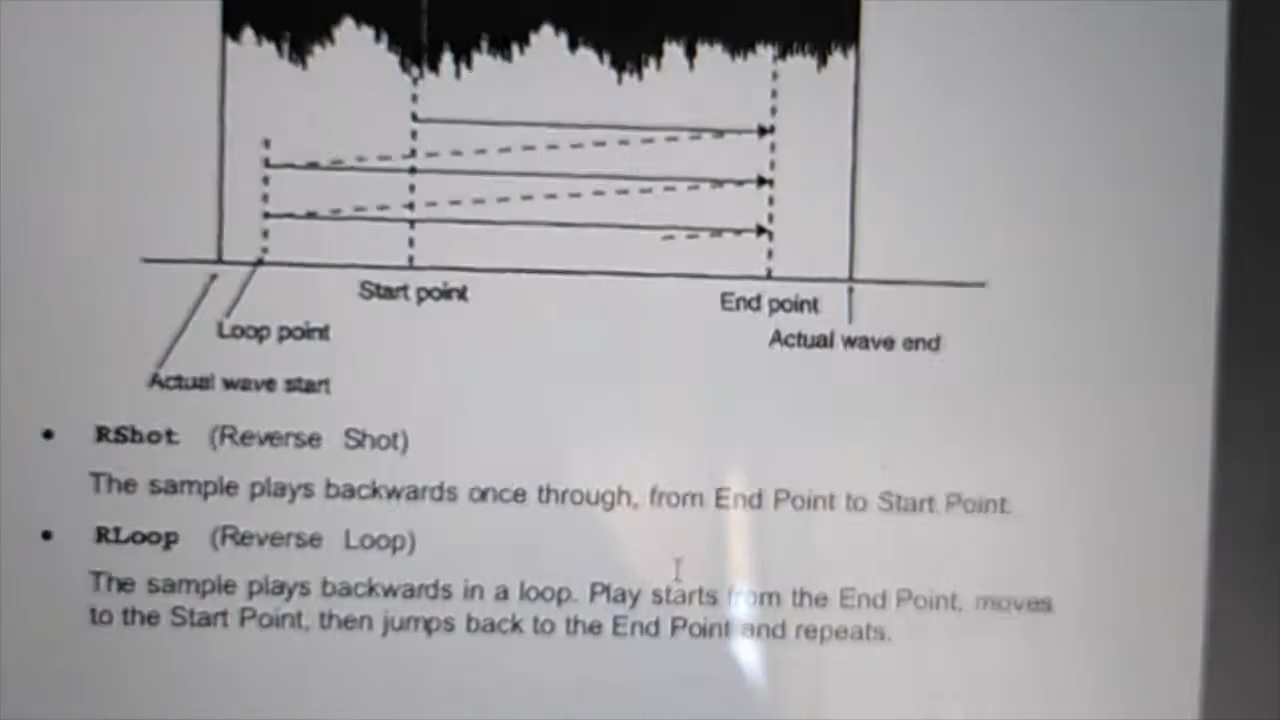 Start point
End point
Loop point
Actual wave end
Actual wave start
• RShot (Reverse Shot)
The sample plays backwards once through, from End Point to Start Point.
• RLoop (Reverse Loop)
The sample plays backwards in a loop. Play starts from the End Point, moves
to the Start Point, then jumps back to the End Point and repeats.